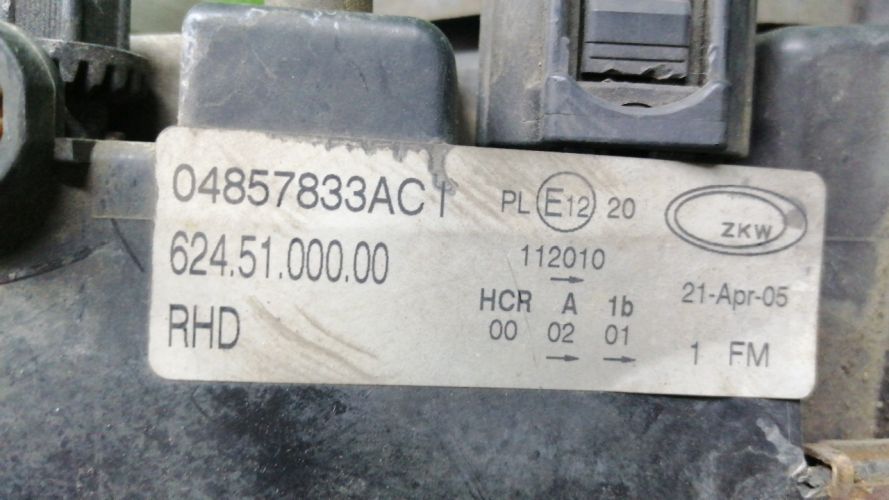 04857833AC I
624.51.000.00
RHD
PL E12 20
112010
→
HCR A 1b
00 02 01
→ →
ZKW
21-Apr-05
1 FM